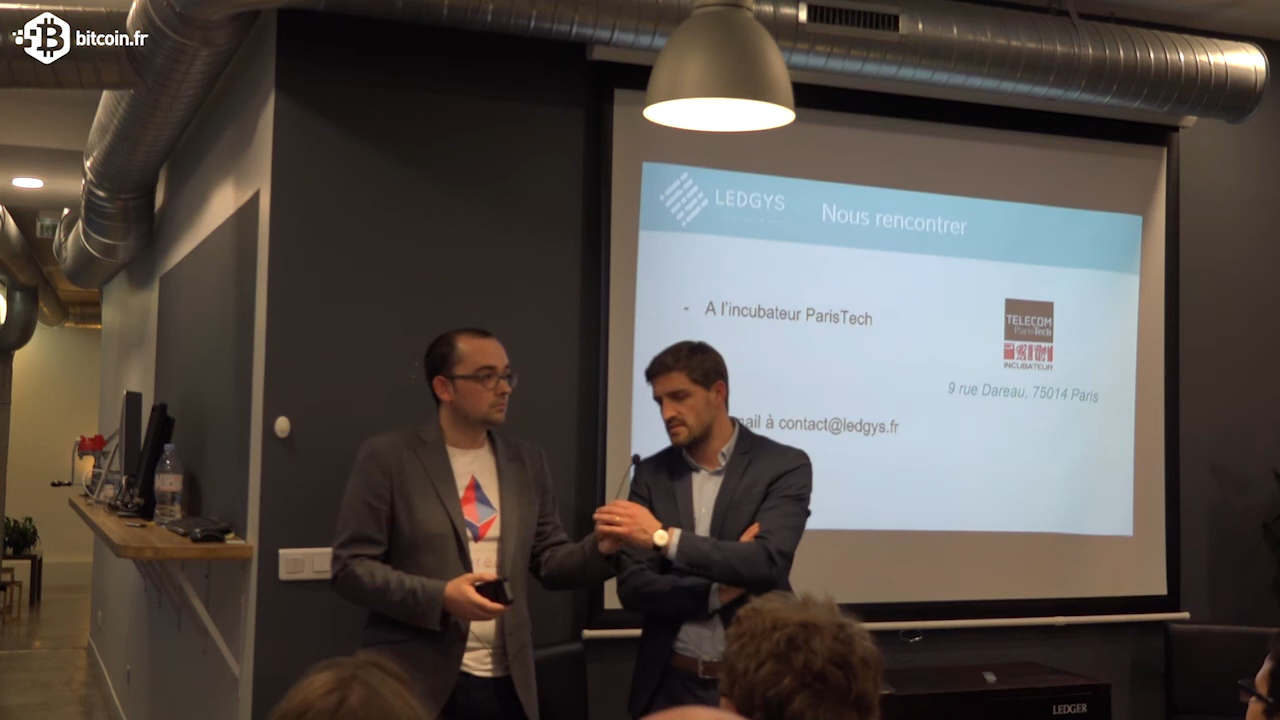 bitcoin.fr
LEDGYS
Nous rencontrer
- A l'incubateur ParisTech
TELECOM
ParisTech
INCUBATEUR
9 rue Dareau, 75014 Paris
à contact@ledgys.fr
LEDGER